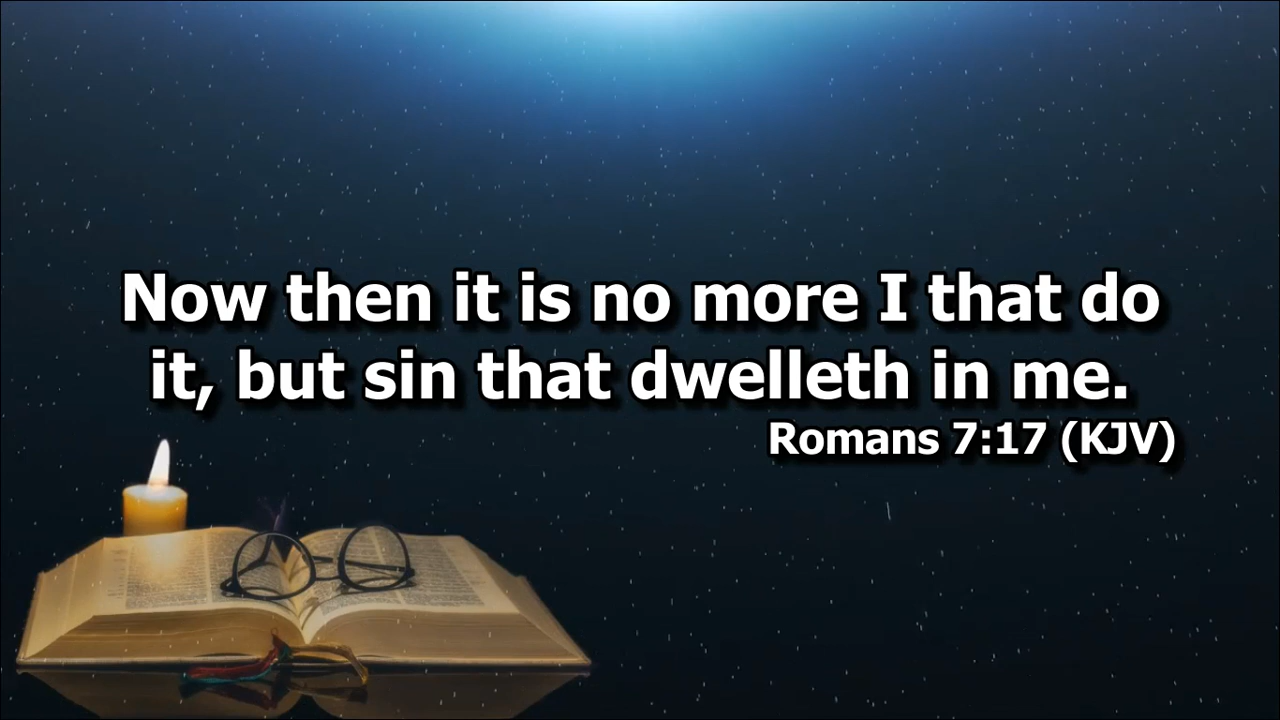 Now then it is no more I that do
it, but sin that dwelleth in me.
Romans 7:17 (KJV)